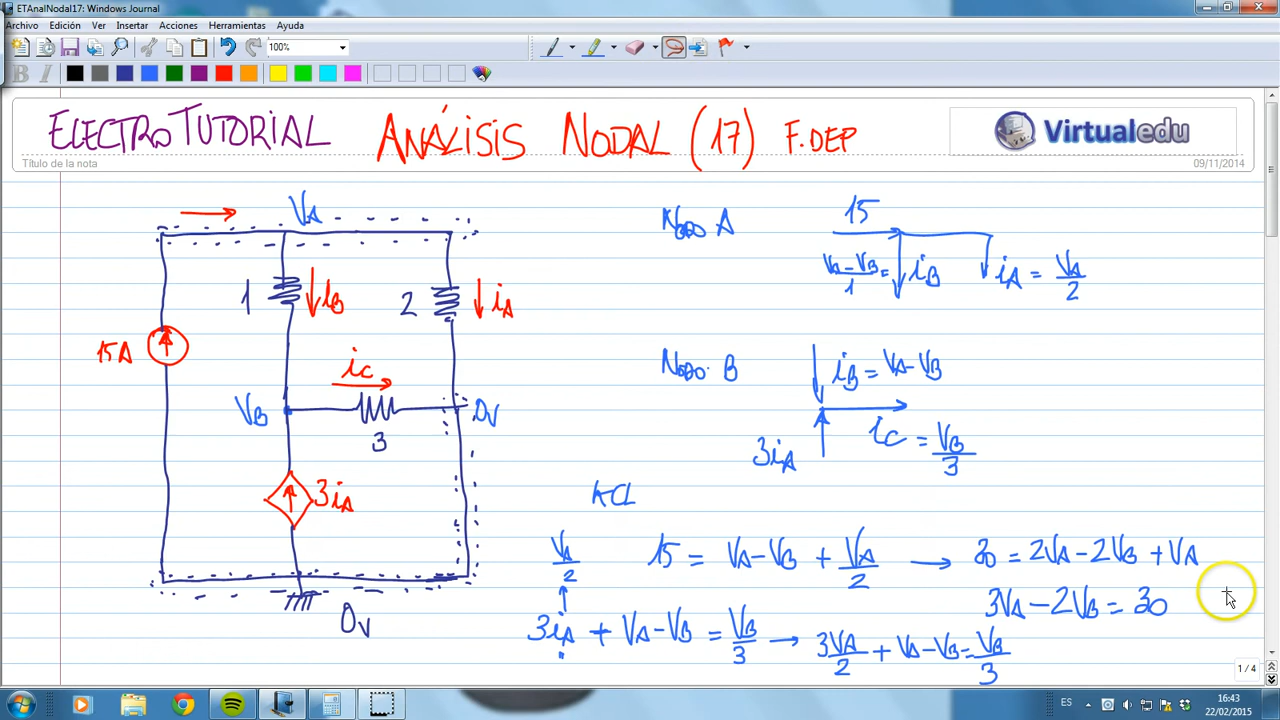 ETAnalNodal17: Windows Journal
Archivo Edición Ver Insertar Acciones Herramientas Ayuda
100%
B I
ELECTROTUTORIAL ANÁLISIS NODAL (17) F.DEP
Virtualedu
Título de la nota
09/11/2014
VA
1 iB 2 iA
15A
iC
VB 0V
3
3iA
0V
NODO A
15
VA-VB/1 = iB iA = VA/2
NODO B
iB = VA-VB
3iA iC = VB/3
KCL
VA/2
15 = VA-VB + VA/2 → 30 = 2VA-2VB+VA
3VA-2VB=30
3iA + VA-VB = VB/3 → 3VA/2 + VA-VB = VB/3
1 / 4
ES
16:43
22/02/2015